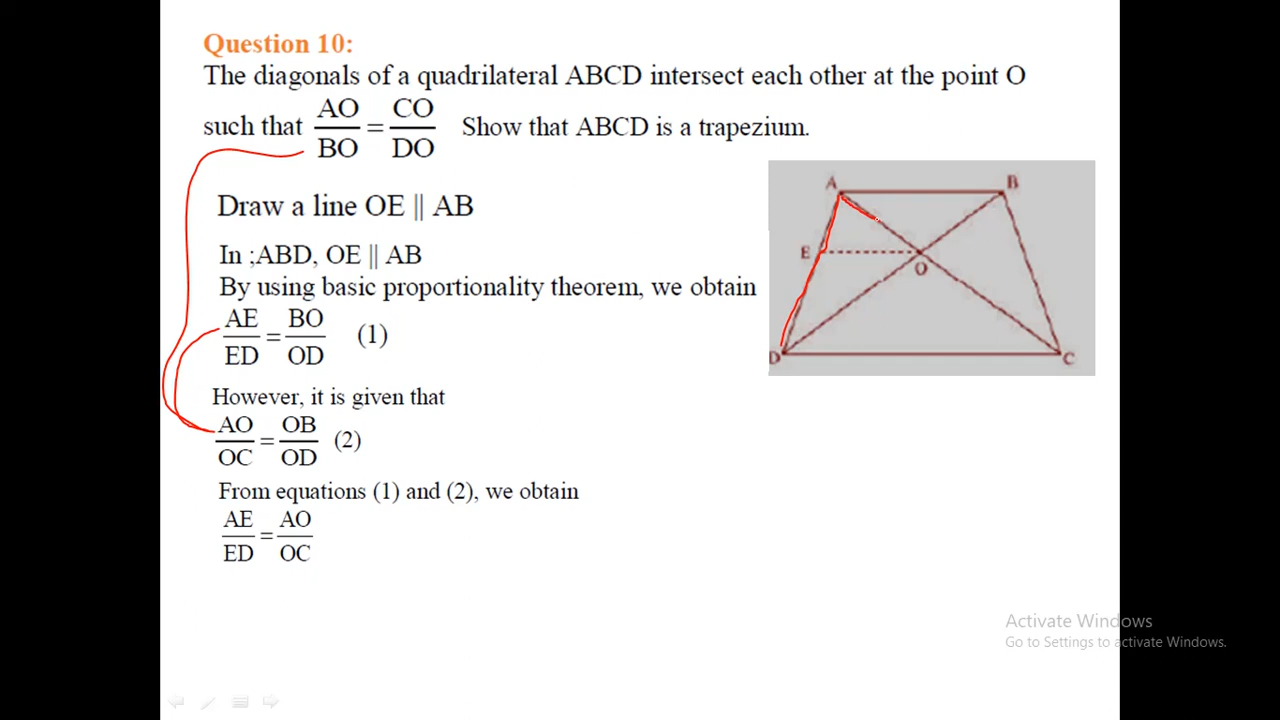 Question 10:
The diagonals of a quadrilateral ABCD intersect each other at the point O
such that AO/BO = CO/DO Show that ABCD is a trapezium.
Draw a line OE || AB
In ;ABD, OE || AB
By using basic proportionality theorem, we obtain
AE/ED = BO/OD (1)
However, it is given that
AO/OC = OB/OD (2)
From equations (1) and (2), we obtain
AE/ED = AO/OC
A B
E
O
D C
Activate Windows
Go to Settings to activate Windows.